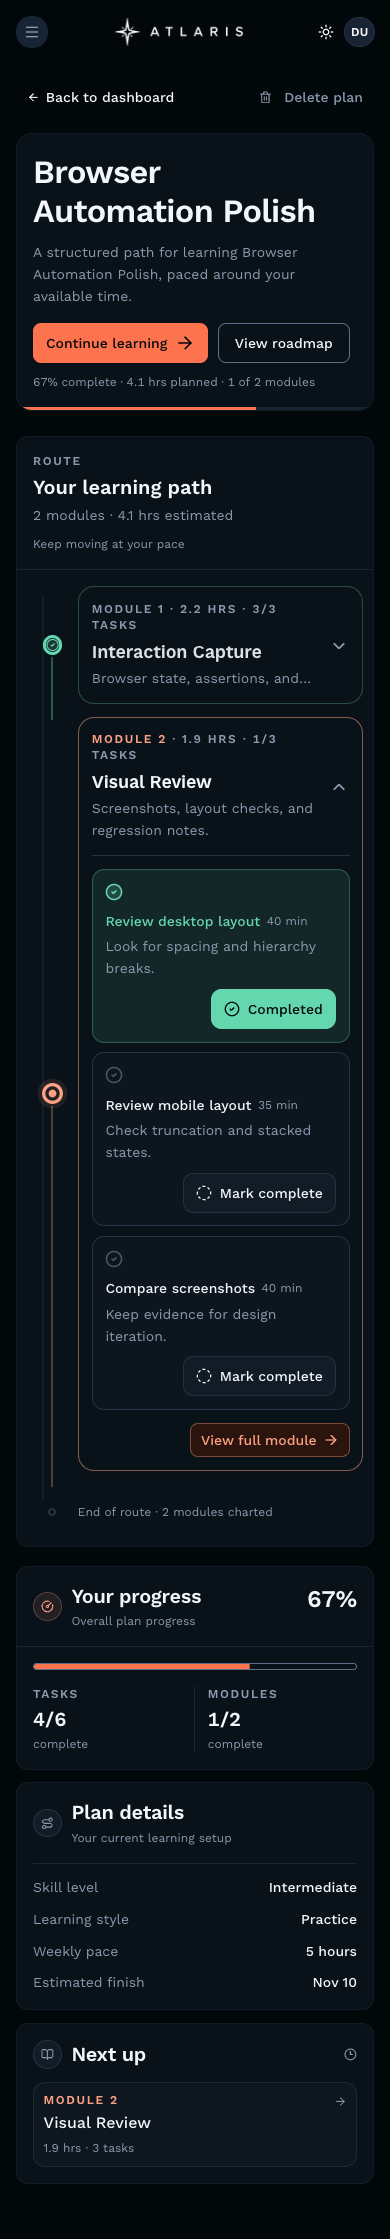 ATLARIS
DU
Back to dashboard
Delete plan
Browser
Automation Polish
A structured path for learning Browser
Automation Polish, paced around your
available time.
Continue learning
View roadmap
67% complete · 4.1 hrs planned · 1 of 2 modules
ROUTE
Your learning path
2 modules · 4.1 hrs estimated
Keep moving at your pace
MODULE 1 · 2.2 HRS · 3/3
TASKS
Interaction Capture
Browser state, assertions, and...
MODULE 2 · 1.9 HRS · 1/3
TASKS
Visual Review
Screenshots, layout checks, and
regression notes.
Review desktop layout 40 min
Look for spacing and hierarchy
breaks.
Completed
Review mobile layout 35 min
Check truncation and stacked
states.
Mark complete
Compare screenshots 40 min
Keep evidence for design
iteration.
Mark complete
View full module
End of route · 2 modules charted
Your progress
67%
Overall plan progress
TASKS
4/6
complete
MODULES
1/2
complete
Plan details
Your current learning setup
Skill level Intermediate
Learning style Practice
Weekly pace 5 hours
Estimated finish Nov 10
Next up
MODULE 2
Visual Review
1.9 hrs · 3 tasks